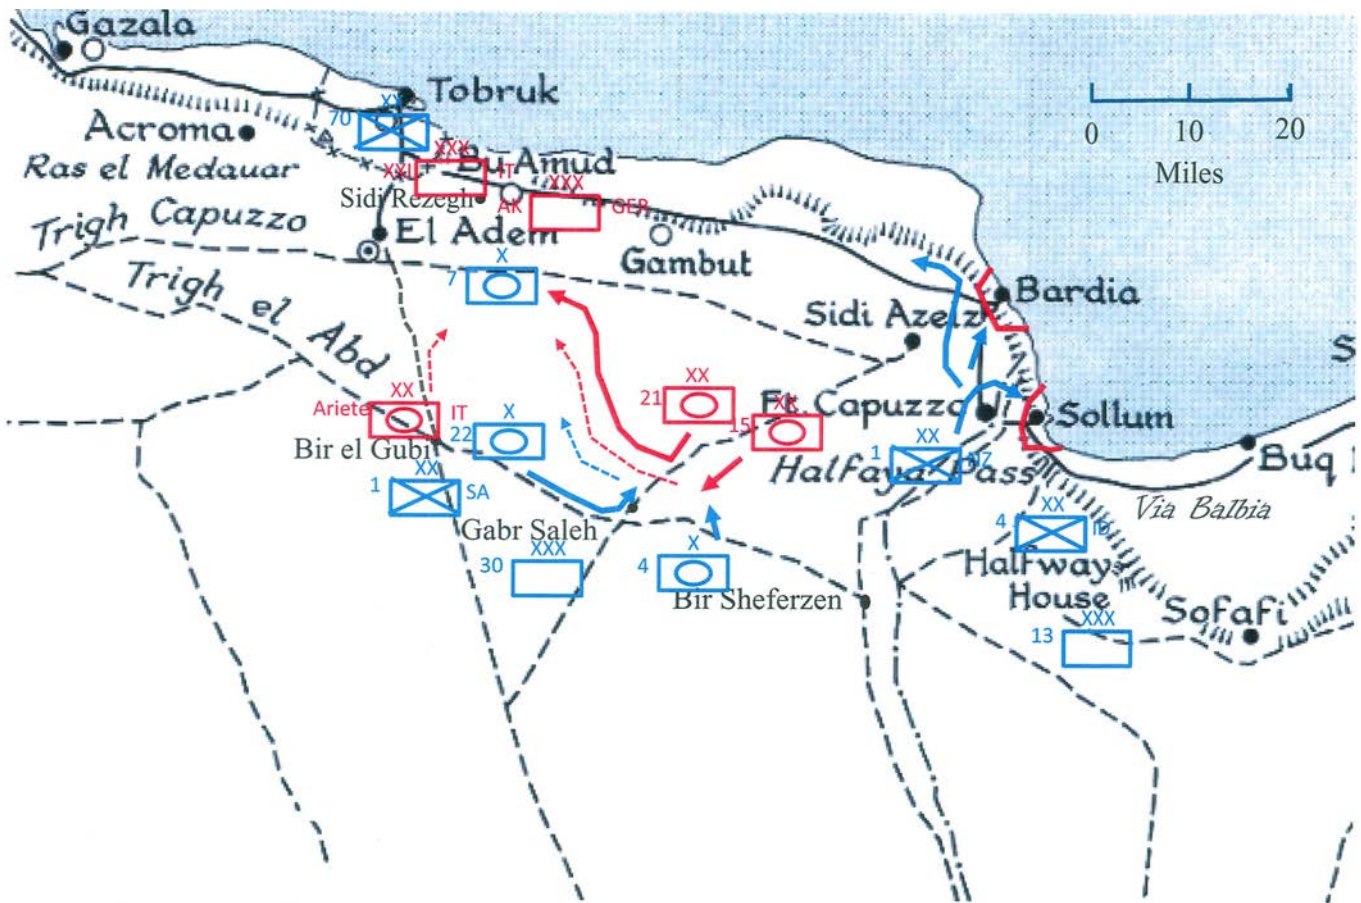 Gazala
Tobruk
XX
70
Acroma
Ras el Medauar
XXX
XXI
IT
Bu Amud
Sidi Rezegh
XXX
AK
GER
Trigh Capuzzo
El Adem
Gambut
0 10 20
Miles
X
7
Trigh el Abd
Sidi Azeiz
Bardia
XX
Ariete
IT
X
22
XX
21
XX
15
Ft. Capuzzo
Sollum
Bir el Gubi
XX
1
NZ
Halfaya Pass
Buq
S
XX
1
SA
Gabr Saleh
Via Balbia
XXX
30
X
4
XX
4
ID
Halfway
House
Bir Sheferzen
Sofafi
XXX
13